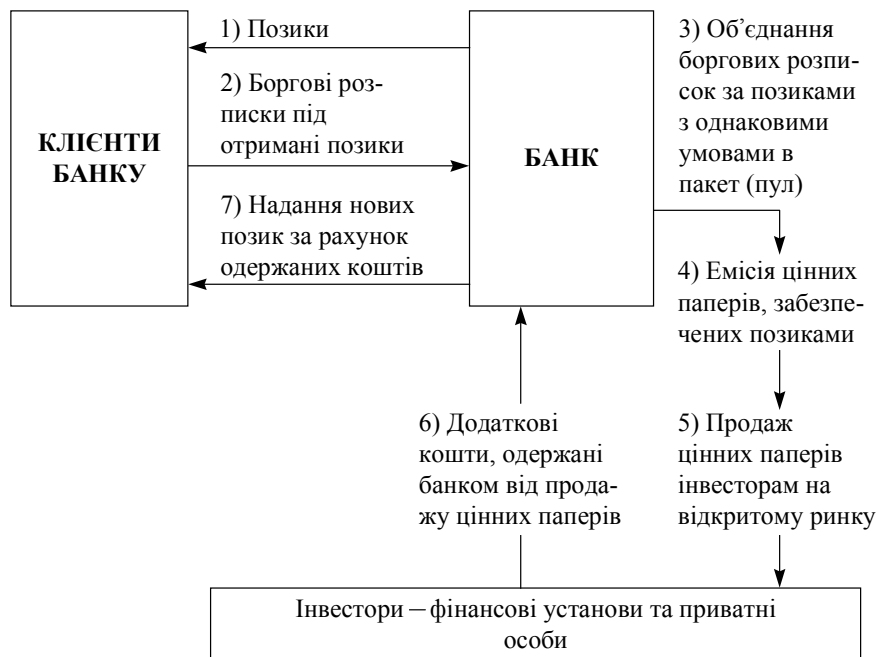 КЛІЄНТИ
БАНКУ
1) Позики
2) Боргові роз-
писки під
отримані позики
7) Надання нових
позик за рахунок
одержаних коштів
БАНК
3) Об’єднання
боргових розпи-
сок за позиками
з однаковими
умовами в
пакет (пул)
4) Емісія цінних
паперів, забезпе-
чених позиками
5) Продаж
цінних паперів
інвесторам на
відкритому ринку
6) Додаткові
кошти, одержані
банком від прода-
жу цінних паперів
Інвестори — фінансові установи та приватні
особи